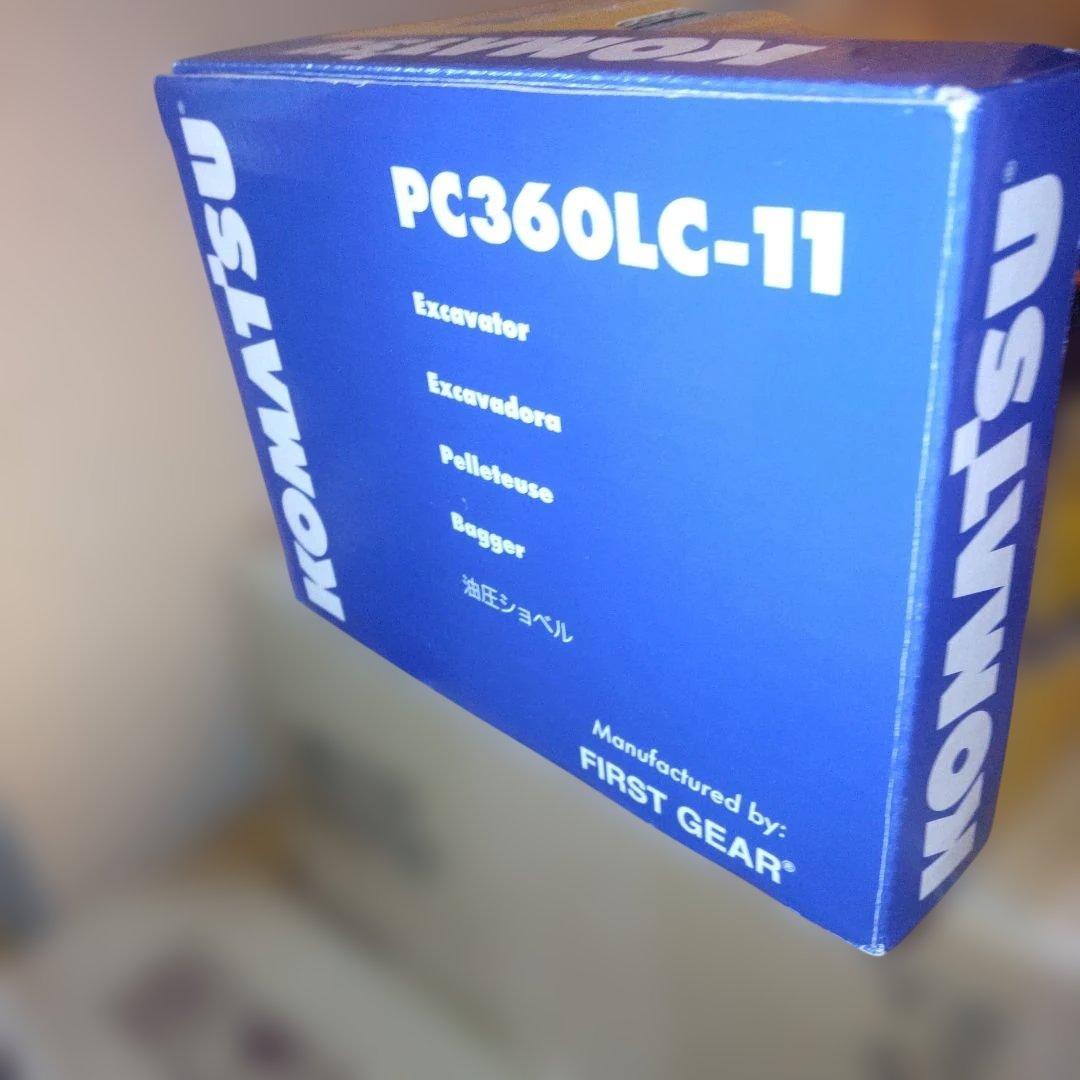 KOMATSU
KOMATSU®
PC360LC-11
Excavator
Excavadora
Pelleteuse
Bagger
油圧ショベル
Manufactured by:
FIRST GEAR®
KOMATSU®